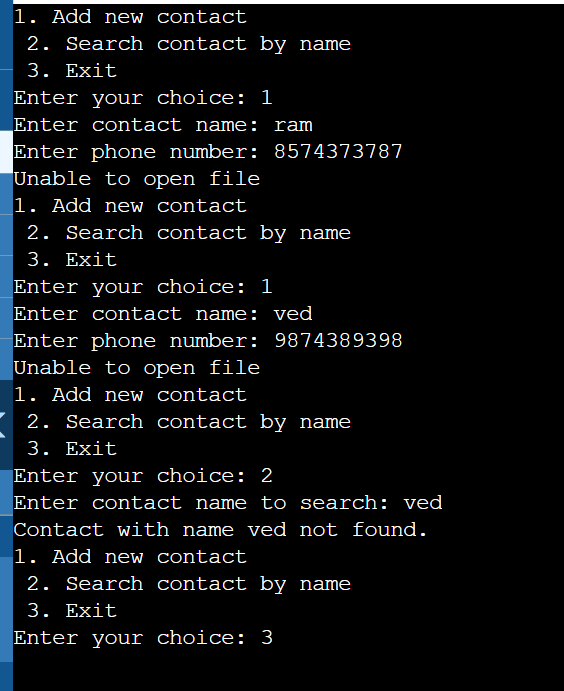 1. Add new contact
2. Search contact by name
3. Exit
Enter your choice: 1
Enter contact name: ram
Enter phone number: 8574373787
Unable to open file
1. Add new contact
2. Search contact by name
3. Exit
Enter your choice: 1
Enter contact name: ved
Enter phone number: 9874389398
Unable to open file
1. Add new contact
2. Search contact by name
3. Exit
Enter your choice: 2
Enter contact name to search: ved
Contact with name ved not found.
1. Add new contact
2. Search contact by name
3. Exit
Enter your choice: 3